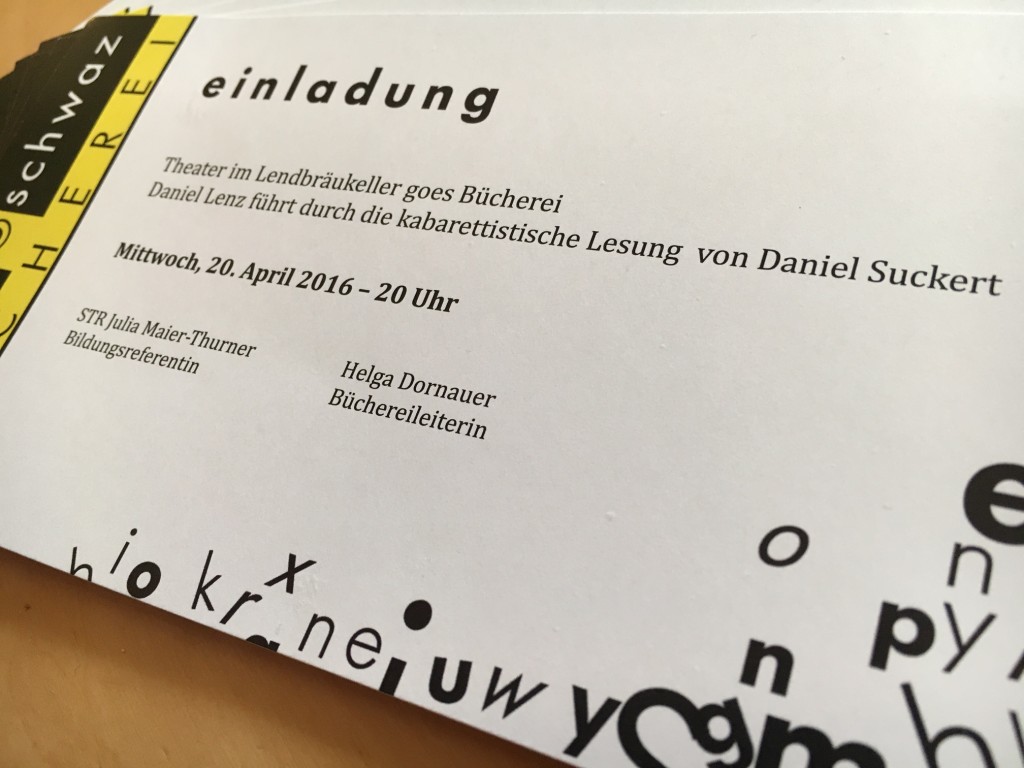 schwaz
HEREI
einladung
Theater im Lendbräukeller goes Bücherei
Daniel Lenz führt durch die kabarettistische Lesung von Daniel Suckert
Mittwoch, 20. April 2016 – 20 Uhr
STR Julia Maier-Thurner
Bildungsreferentin
Helga Dornauer
Büchereileiterin